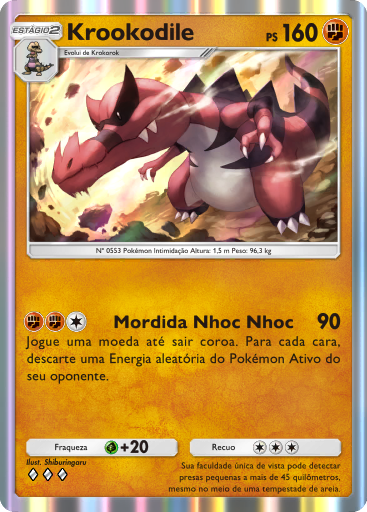 ESTÁGIO 2
Krookodile
PS 160
Evolui de Krokorok
Nº 0553 Pokémon Intimidação Altura: 1,5 m Peso: 96,3 kg
Mordida Nhoc Nhoc 90
Jogue uma moeda até sair coroa. Para cada cara,
descarte uma Energia aleatória do Pokémon Ativo do
seu oponente.
Fraqueza +20 Recuo
Ilust. Shiburingaru
Sua faculdade única de vista pode detectar
presas pequenas a mais de 45 quilômetros,
mesmo no meio de uma tempestade de areia.